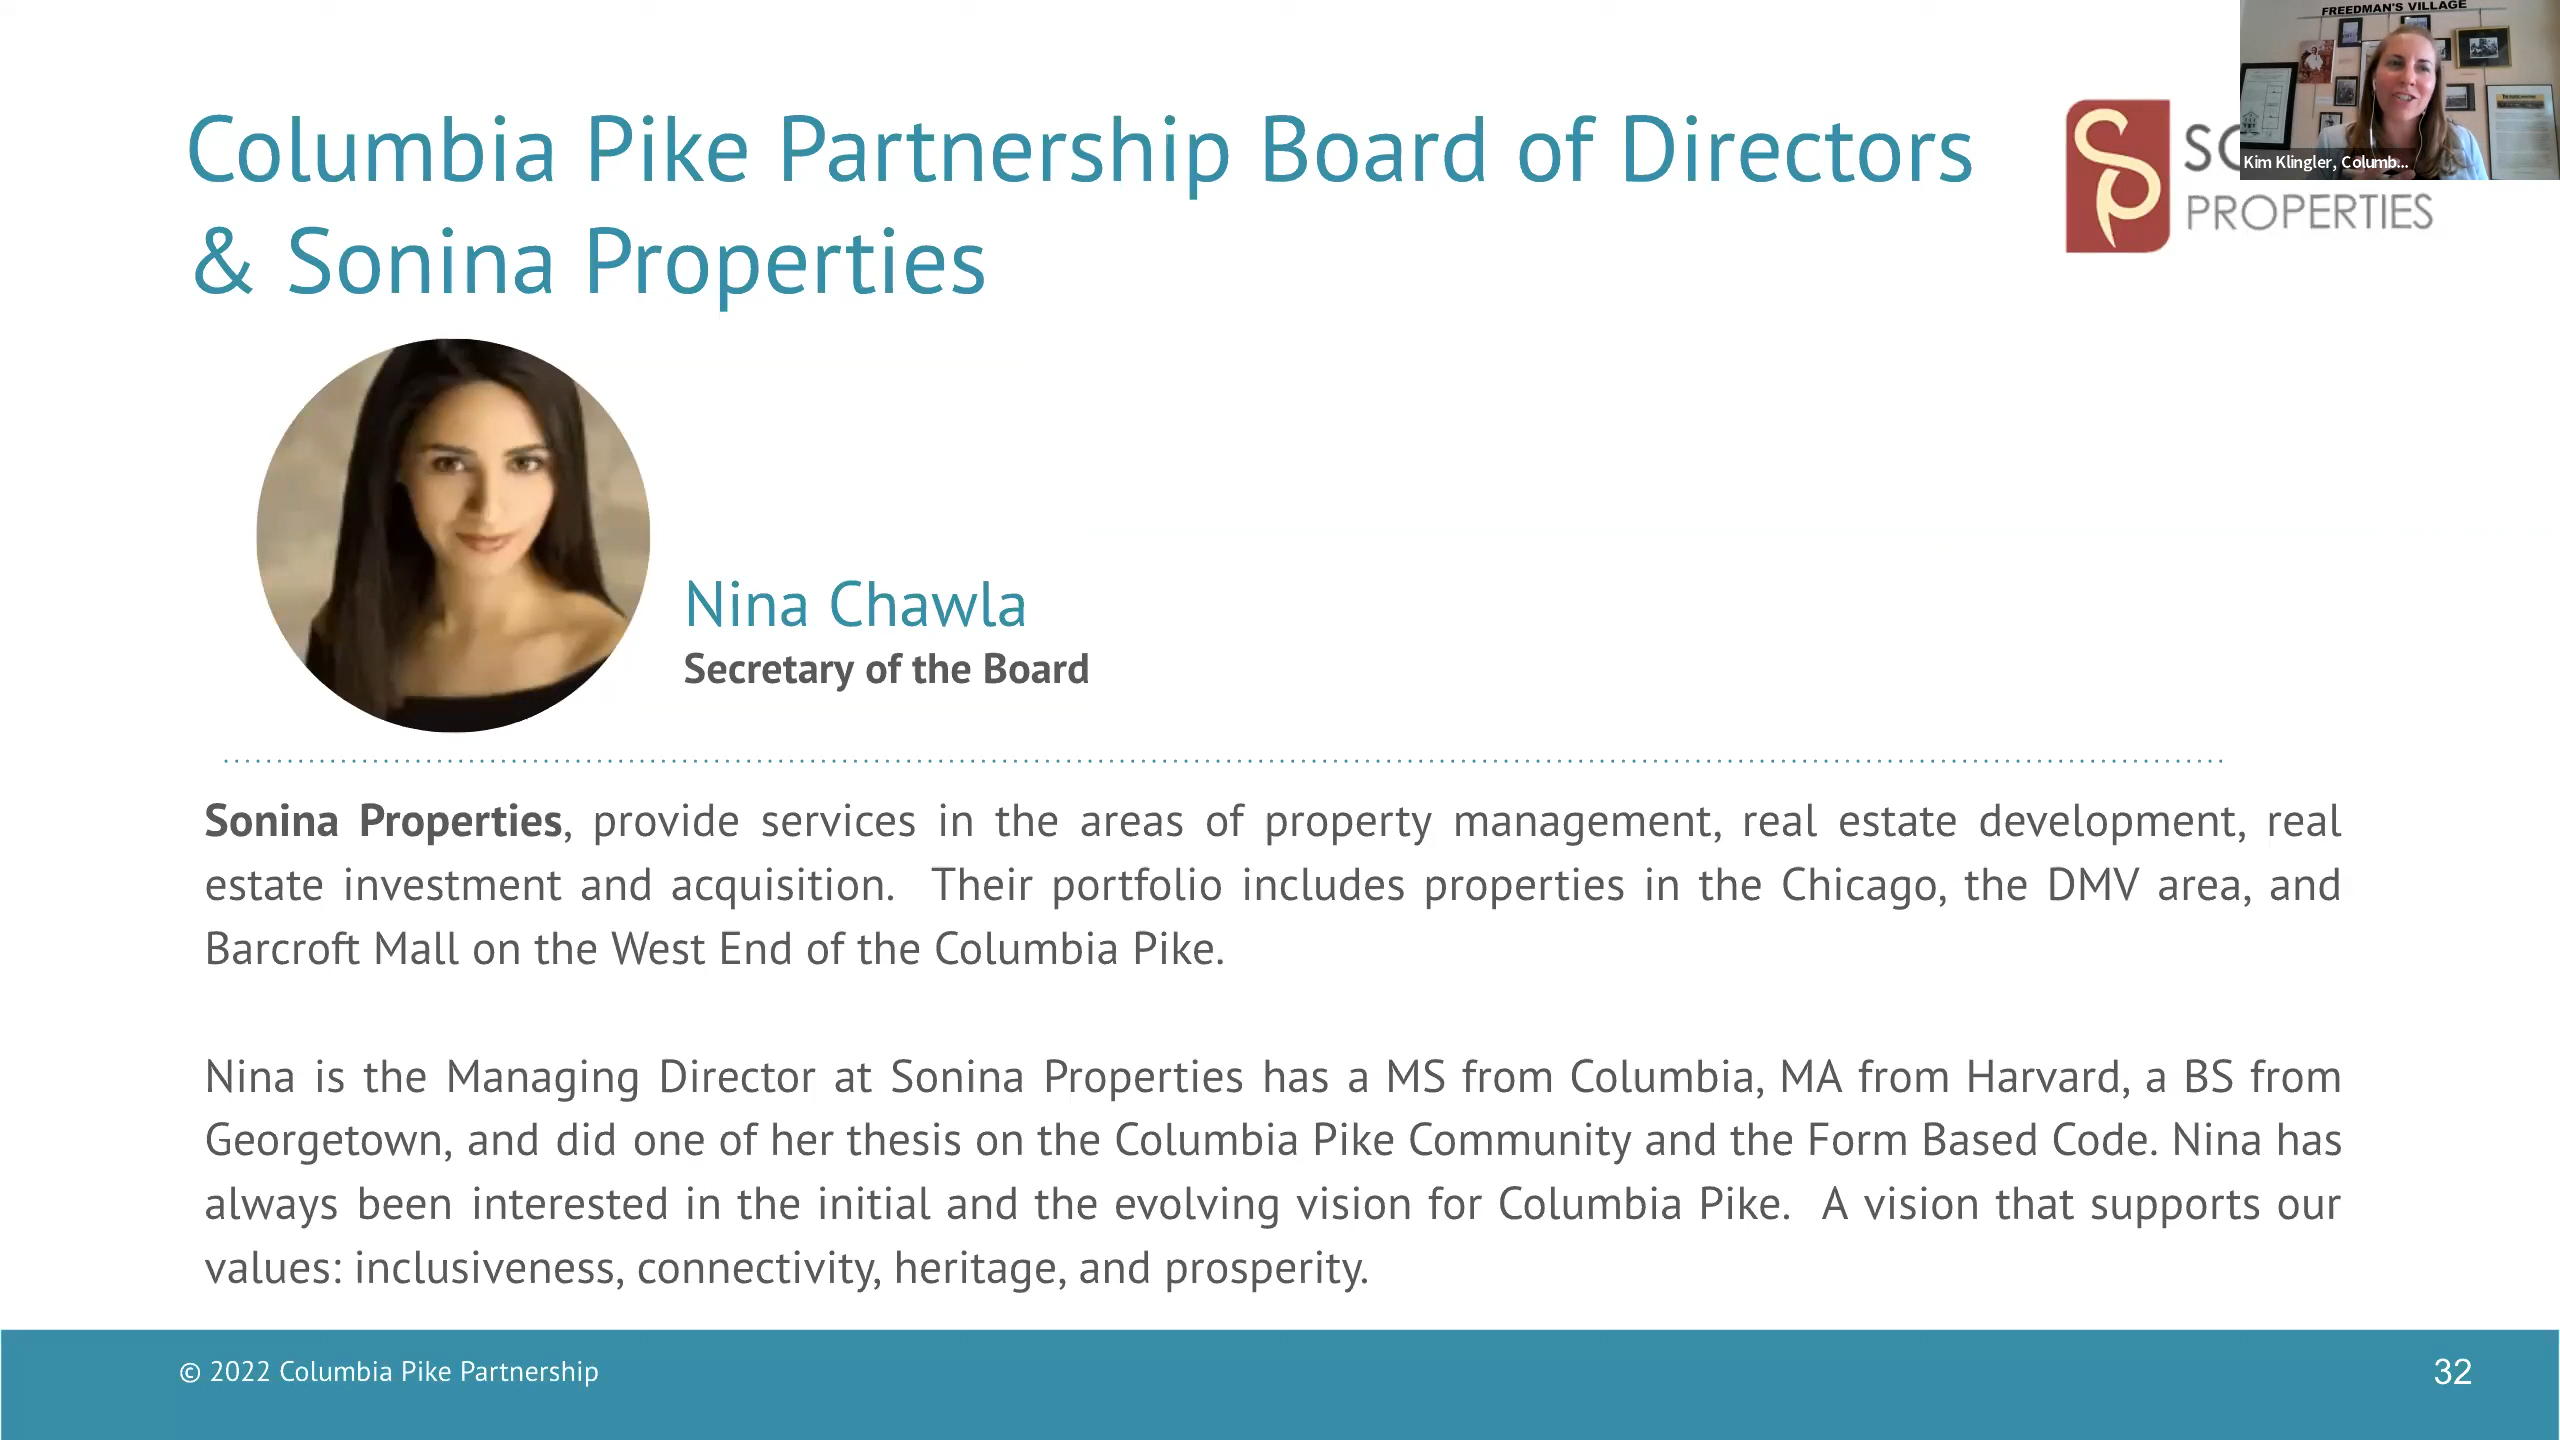 FREEDMAN'S VILLAGE
Columbia Pike Partnership Board of Directors
& Sonina Properties
SP
Kim Klingler, Columb...
PROPERTIES
Nina Chawla
Secretary of the Board
Sonina Properties, provide services in the areas of property management, real estate development, real
estate investment and acquisition. Their portfolio includes properties in the Chicago, the DMV area, and
Barcroft Mall on the West End of the Columbia Pike.
Nina is the Managing Director at Sonina Properties has a MS from Columbia, MA from Harvard, a BS from
Georgetown, and did one of her thesis on the Columbia Pike Community and the Form Based Code. Nina has
always been interested in the initial and the evolving vision for Columbia Pike. A vision that supports our
values: inclusiveness, connectivity, heritage, and prosperity.
© 2022 Columbia Pike Partnership
32